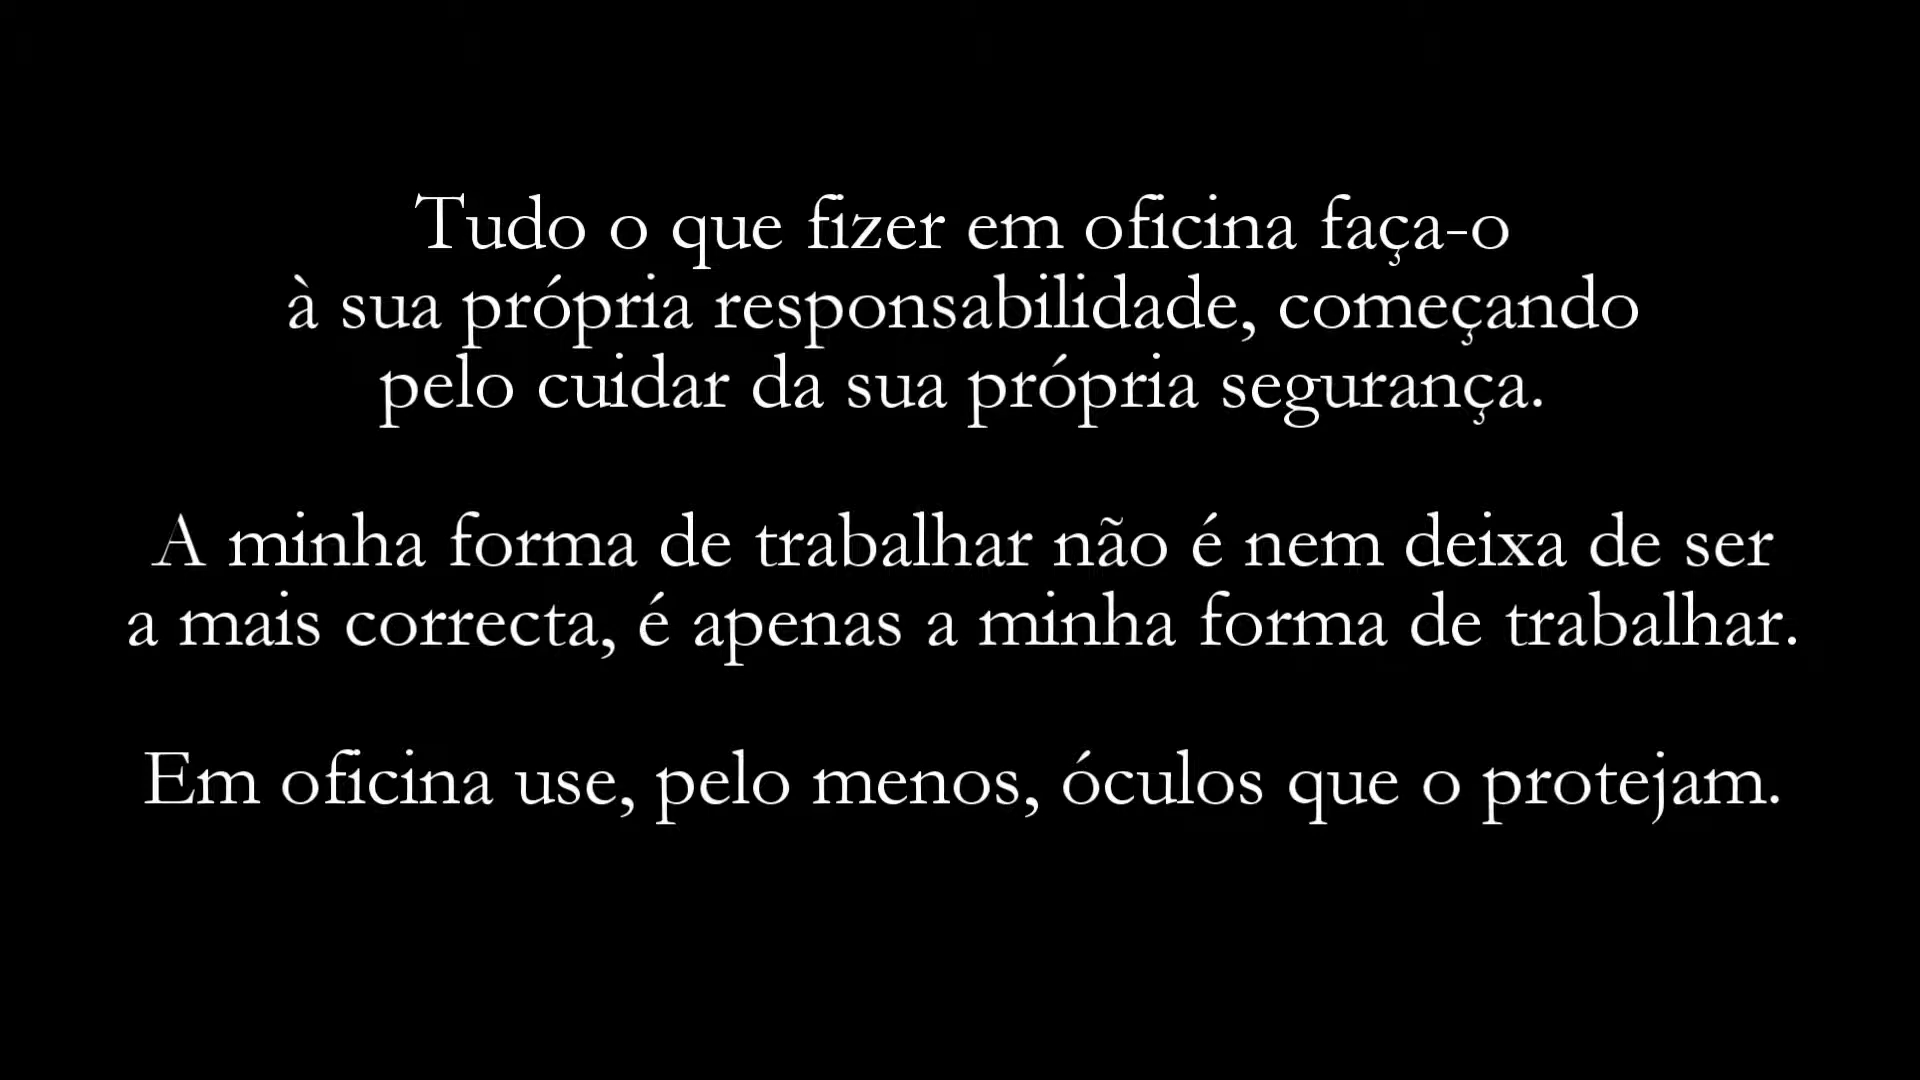 Tudo o que fizer em oficina faça-o
à sua própria responsabilidade, começando
pelo cuidar da sua própria segurança.
A minha forma de trabalhar não é nem deixa de ser
a mais correcta, é apenas a minha forma de trabalhar.
Em oficina use, pelo menos, óculos que o protejam.